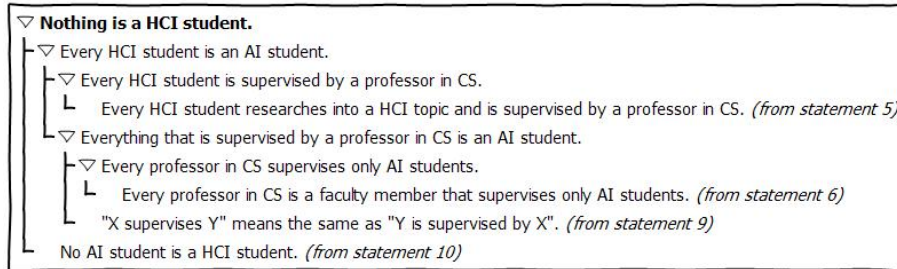 Nothing is a HCI student.
Every HCI student is an AI student.
Every HCI student is supervised by a professor in CS.
Every HCI student researches into a HCI topic and is supervised by a professor in CS. (from statement 5)
Everything that is supervised by a professor in CS is an AI student.
Every professor in CS supervises only AI students.
Every professor in CS is a faculty member that supervises only AI students. (from statement 6)
"X supervises Y" means the same as "Y is supervised by X". (from statement 9)
No AI student is a HCI student. (from statement 10)